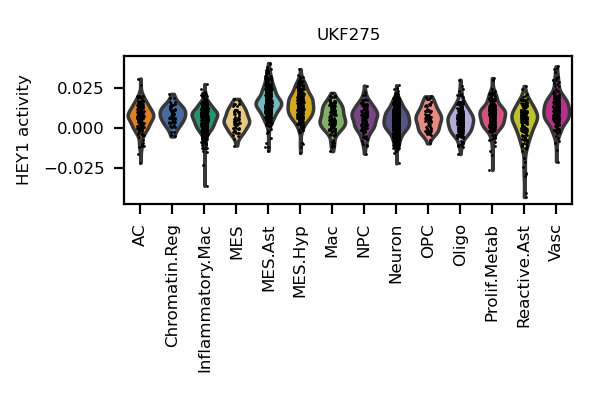 UKF275
HEY1 activity
0.025
0.000
−0.025
AC
Chromatin.Reg
Inflammatory.Mac
MES
MES.Ast
MES.Hyp
Mac
NPC
Neuron
OPC
Oligo
Prolif.Metab
Reactive.Ast
Vasc